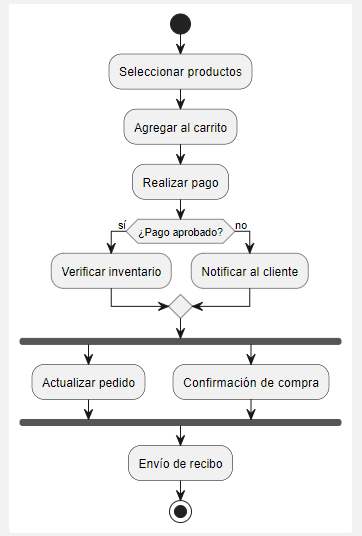 Seleccionar productos
Agregar al carrito
Realizar pago
sí
¿Pago aprobado?
no
Verificar inventario
Notificar al cliente
Actualizar pedido
Confirmación de compra
Envío de recibo